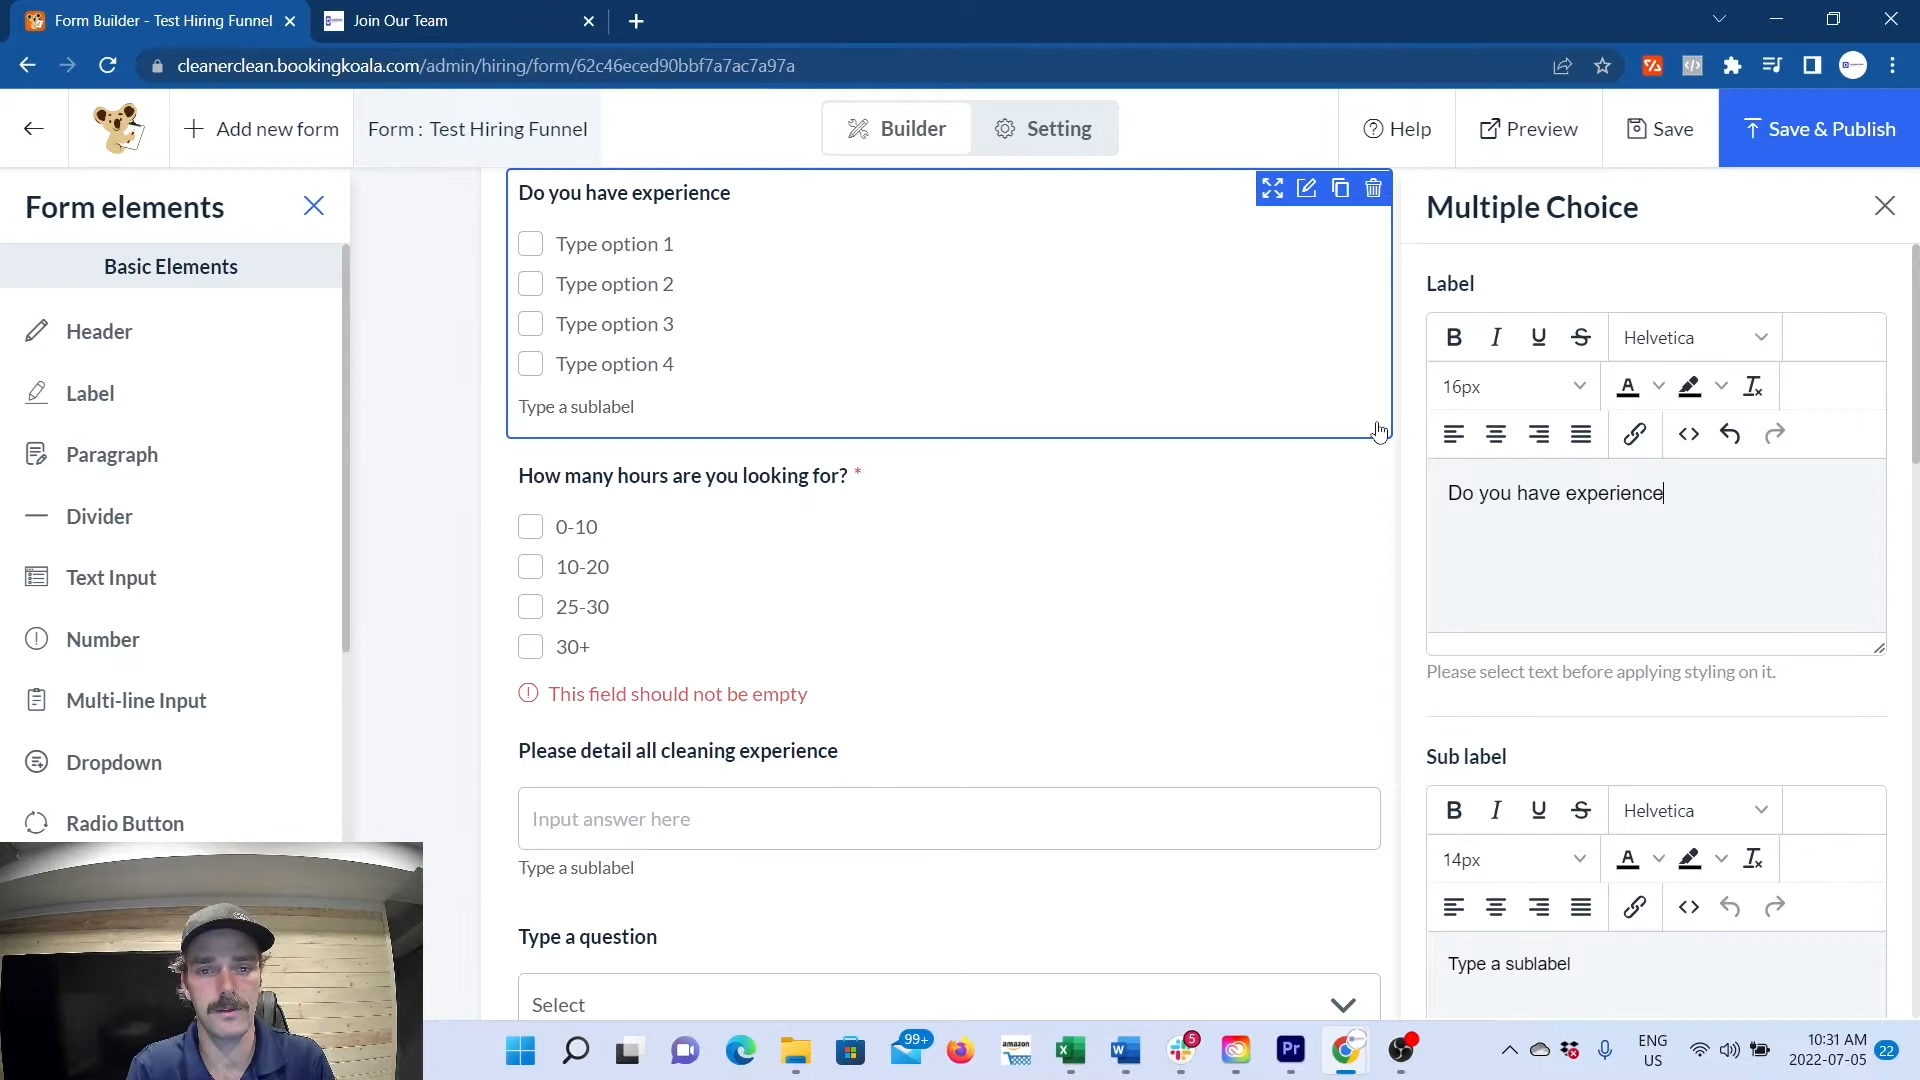 Form Builder - Test Hiring Funnel
Join Our Team
cleanerclean.bookingkoala.com/admin/hiring/form/62c46eced90bbf7a7ac7a97a
Add new form
Form : Test Hiring Funnel
Builder
Setting
Help
Preview
Save
Save & Publish
Form elements
Basic Elements
Header
Label
Paragraph
Divider
Text Input
Number
Multi-line Input
Dropdown
Radio Button
Do you have experience
Type option 1
Type option 2
Type option 3
Type option 4
Type a sublabel
How many hours are you looking for? *
0-10
10-20
25-30
30+
This field should not be empty
Please detail all cleaning experience
Input answer here
Type a sublabel
Type a question
Select
Multiple Choice
Label
B I U S Helvetica
16px A
Do you have experience
Please select text before applying styling on it.
Sub label
B I U S Helvetica
14px A
Type a sublabel
99+
amazon
5
Pr
ENG
US
10:31 AM
2022-07-05
22